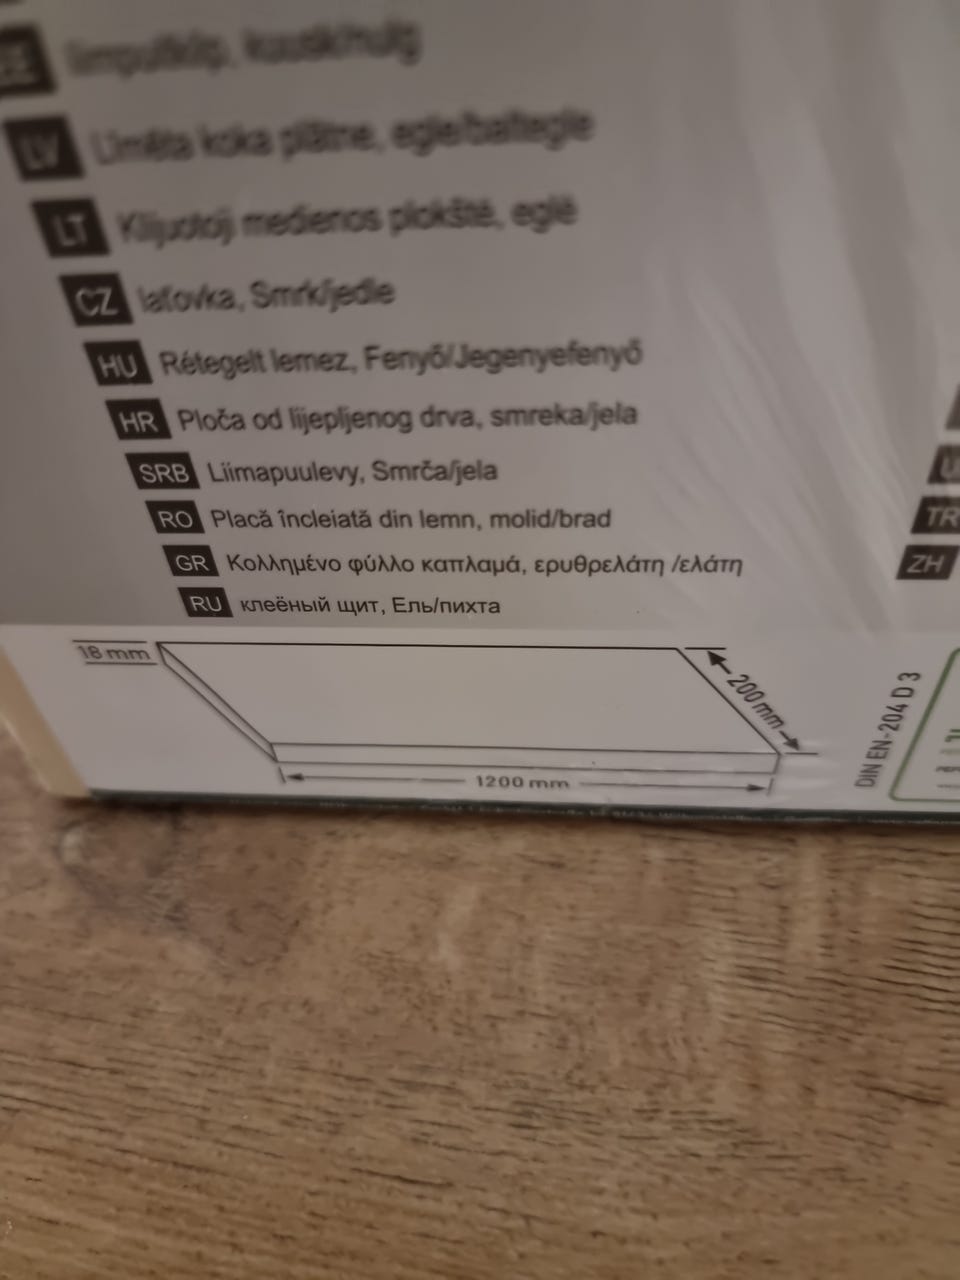 LV Līmēta koka plātne, egle/baltegle
LT Klijuotoji medienos plokštė, eglė
CZ laťovka, Smrk/jedle
HU Rétegelt lemez, Fenyő/Jegenyefenyő
HR Ploča od lijepljenog drva, smreka/jela
SRB Liimapuulevy, Smrča/jela
RO Placă încleiată din lemn, molid/brad
GR Κολλημένο φύλλο καπλαμά, ερυθρελάτη /ελάτη
RU клеёный щит, Ель/пихта
TR
ZH
18 mm
200 mm
1200 mm
DIN EN-204 D 3